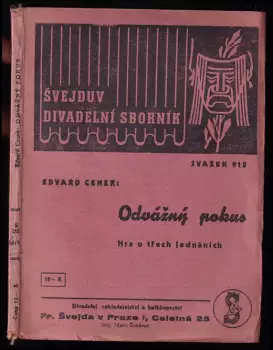 ŠVEJDŮV
DIVADELNÍ SBORNÍK
SVAZEK 915
EDVARD CENEK:
Odvážný pokus
Hra o třech jednáních
12·- K
Divadelní nakladatelství a knihkupectví
Fr. Švejda v Praze I, Celetná 25